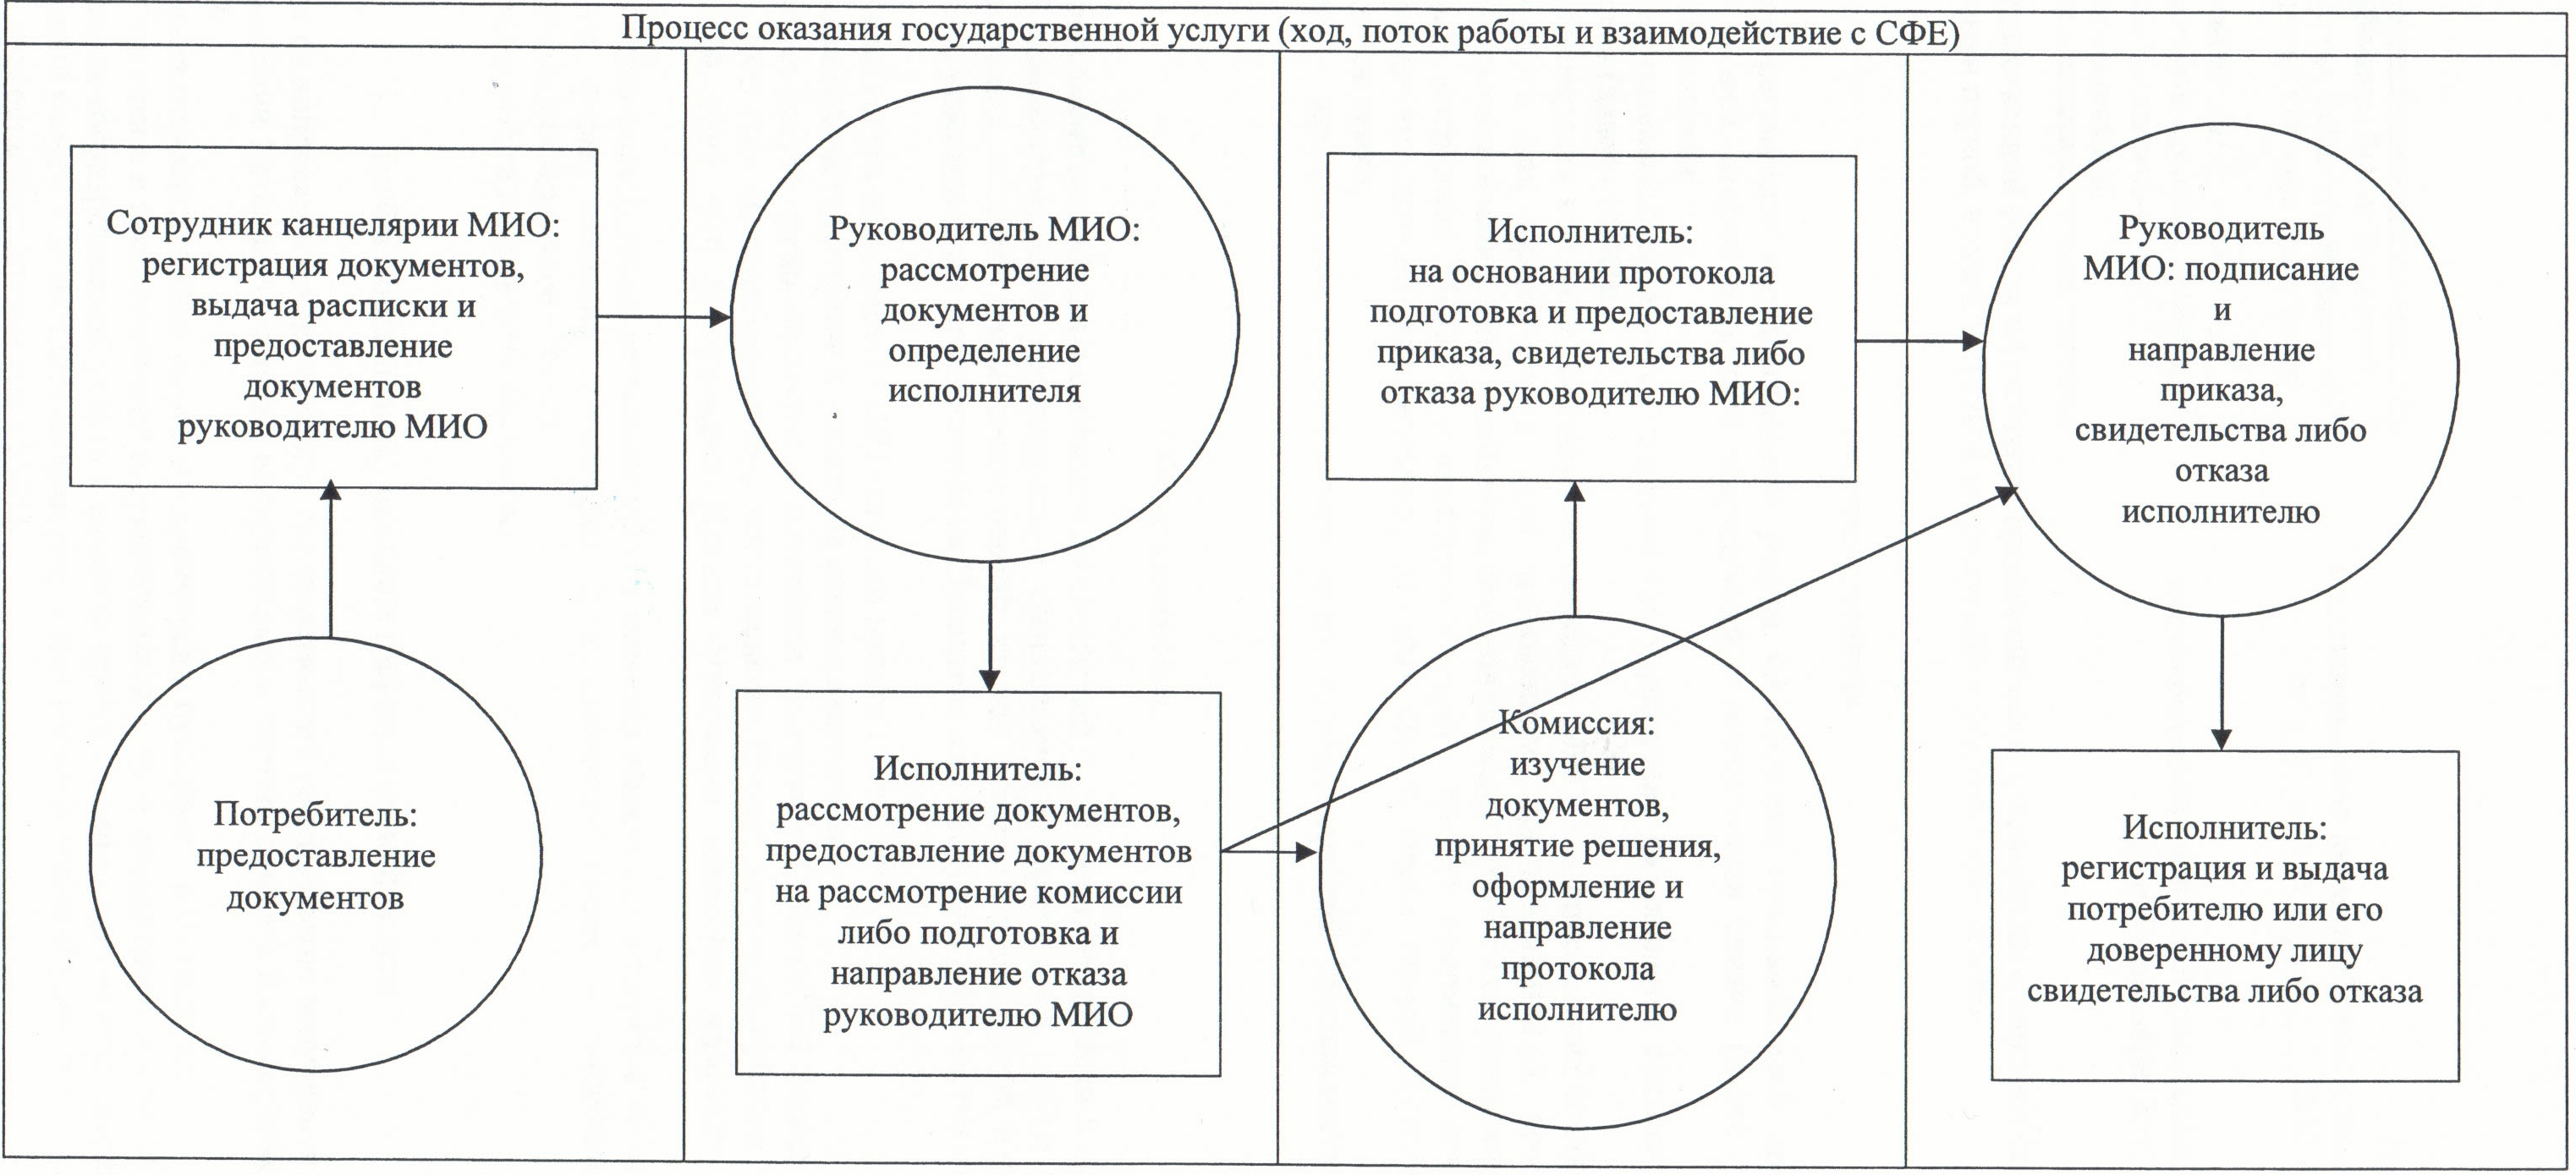 Процесс оказания государственной услуги (ход, поток работы и взаимодействие с СФЕ)
Сотрудник канцелярии МИО:
регистрация документов,
выдача расписки и
предоставление
документов
руководителю МИО
Потребитель:
предоставление
документов
Руководитель МИО:
рассмотрение
документов и
определение
исполнителя
Исполнитель:
рассмотрение документов,
предоставление документов
на рассмотрение комиссии
либо подготовка и
направление отказа
руководителю МИО
Исполнитель:
на основании протокола
подготовка и предоставление
приказа, свидетельства либо
отказа руководителю МИО:
Комиссия:
изучение
документов,
принятие решения,
оформление и
направление
протокола
исполнителю
Руководитель
МИО: подписание
и
направление
приказа,
свидетельства либо
отказа
исполнителю
Исполнитель:
регистрация и выдача
потребителю или его
доверенному лицу
свидетельства либо отказа